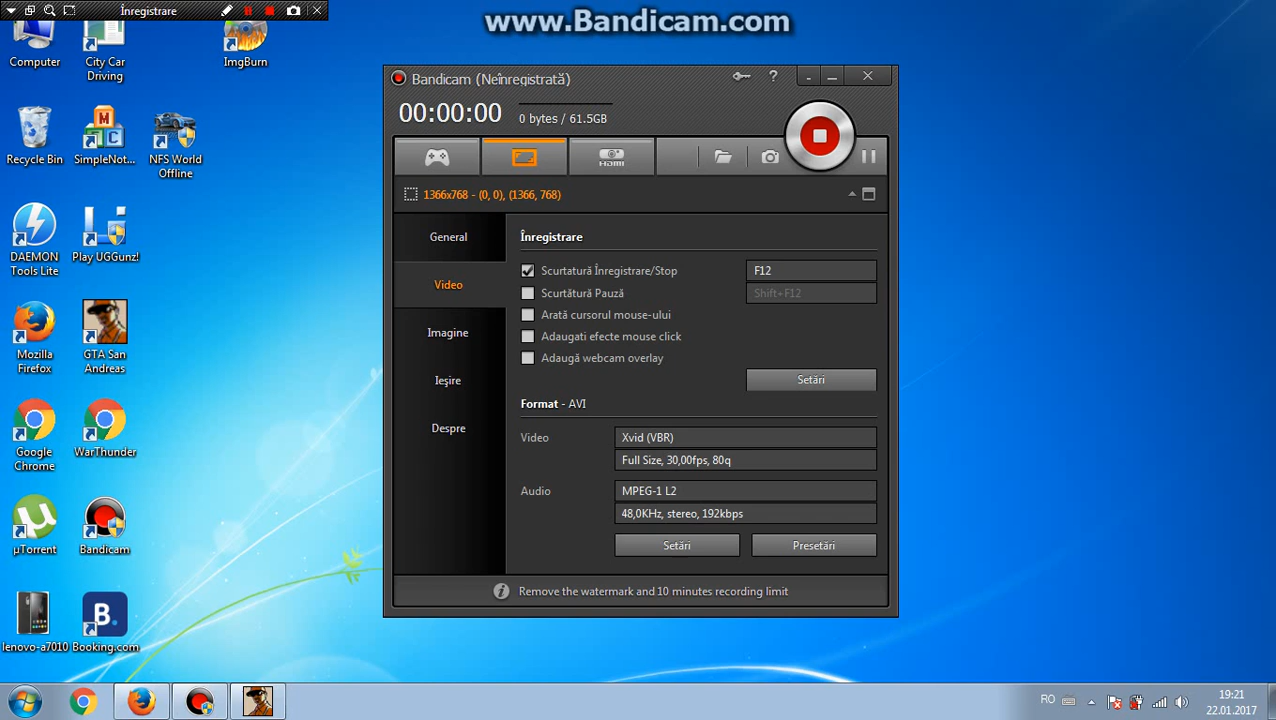 Înregistrare
www.Bandicam.com
Computer
City Car
Driving
ImgBurn
Recycle Bin
SimpleNot...
NFS World
Offline
DAEMON
Tools Lite
Play UGGunz!
Mozilla
Firefox
GTA San
Andreas
Google
Chrome
WarThunder
µTorrent
Bandicam
lenovo-a7010
Booking.com
Bandicam (Neînregistrată)
00:00:00
0 bytes / 61.5GB
HDMI
1366x768 - (0, 0), (1366, 768)
General
Video
Imagine
Ieşire
Despre
Înregistrare
Scurtatură Înregistrare/Stop
F12
Scurtătură Pauză
Shift+F12
Arată cursorul mouse-ului
Adaugati efecte mouse click
Adaugă webcam overlay
Setări
Format - AVI
Video
Xvid (VBR)
Full Size, 30,00fps, 80q
Audio
MPEG-1 L2
48,0KHz, stereo, 192kbps
Setări
Presetări
Remove the watermark and 10 minutes recording limit
RO
19:21
22.01.2017